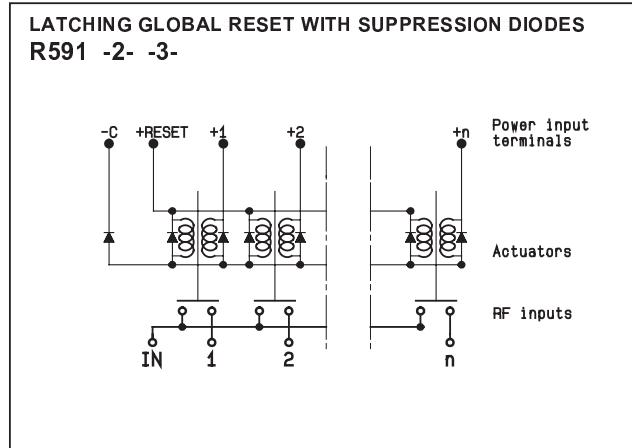 LATCHING GLOBAL RESET WITH SUPPRESSION DIODES
R591 -2- -3-
-C +RESET +1 +2 +n Power input
terminals
Actuators
RF inputs
IN 1 2 n